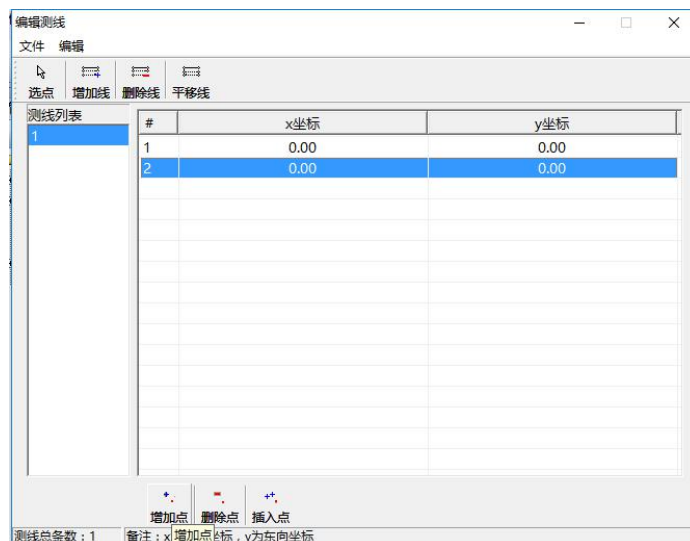 编辑测线
文件 编辑
选点 增加线 删除线 平移线
测线列表
1
# x坐标 y坐标
1 0.00 0.00
2 0.00 0.00
增加点 删除点 插入点
增加点
测线总条数：1 备注：x 坐标，y为东向坐标